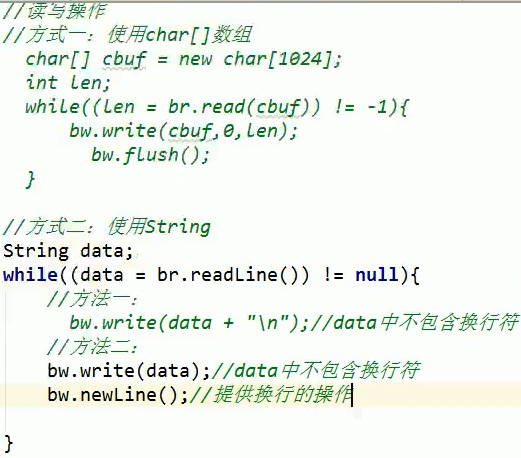 //读写操作
//方式一：使用char[]数组
char[] cbuf = new char[1024];
int len;
while((len = br.read(cbuf)) != -1){
bw.write(cbuf,0,len);
bw.flush();
}
//方式二：使用String
String data;
while((data = br.readLine()) != null){
//方法一：
bw.write(data + "\n");//data中不包含换行符
//方法二：
bw.write(data);//data中不包含换行符
bw.newLine();//提供换行的操作
}